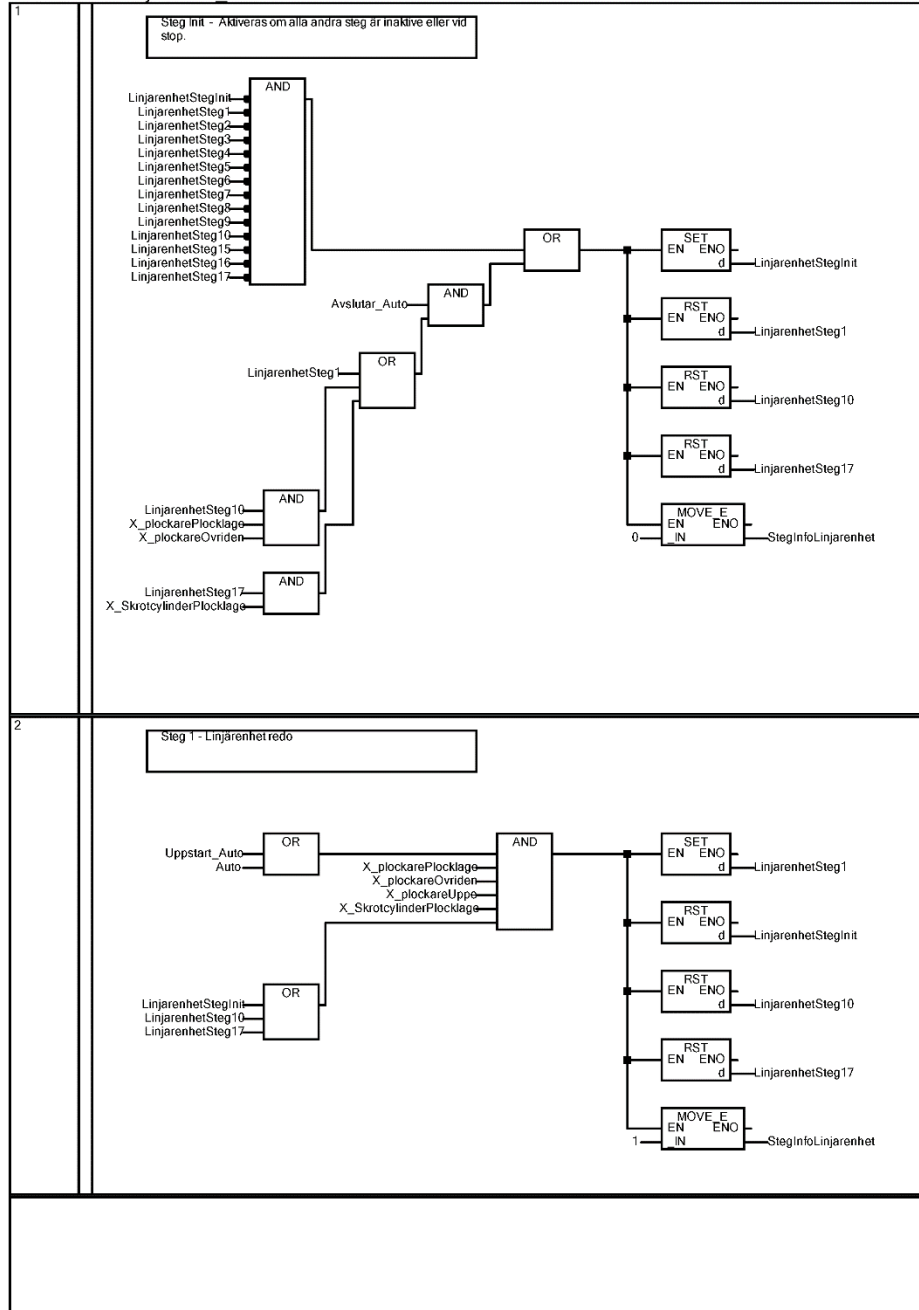 1
Steg Init - Aktiveras om alla andra steg är inaktive eller vid
stop.
AND
LinjarenhetStegInit
LinjarenhetSteg1
LinjarenhetSteg2
LinjarenhetSteg3
LinjarenhetSteg4
LinjarenhetSteg5
LinjarenhetSteg6
LinjarenhetSteg7
LinjarenhetSteg8
LinjarenhetSteg9
LinjarenhetSteg10
LinjarenhetSteg15
LinjarenhetSteg16
LinjarenhetSteg17
OR
SET
EN ENO
d
LinjarenhetStegInit
Avslutar_Auto
AND
RST
EN ENO
d
LinjarenhetSteg1
LinjarenhetSteg1
OR
RST
EN ENO
d
LinjarenhetSteg10
RST
EN ENO
d
LinjarenhetSteg17
LinjarenhetSteg10
X_plockarePlocklage
X_plockareOvriden
AND
MOVE_E
EN ENO
0
_IN
StegInfoLinjarenhet
LinjarenhetSteg17
X_SkrotcylinderPlocklage
AND
2
Steg 1 - Linjärenhet redo
Uppstart_Auto
Auto
OR
X_plockarePlocklage
X_plockareOvriden
X_plockareUppe
X_SkrotcylinderPlocklage
AND
SET
EN ENO
d
LinjarenhetSteg1
RST
EN ENO
d
LinjarenhetStegInit
LinjarenhetStegInit
LinjarenhetSteg10
LinjarenhetSteg17
OR
RST
EN ENO
d
LinjarenhetSteg10
RST
EN ENO
d
LinjarenhetSteg17
MOVE_E
EN ENO
1
_IN
StegInfoLinjarenhet